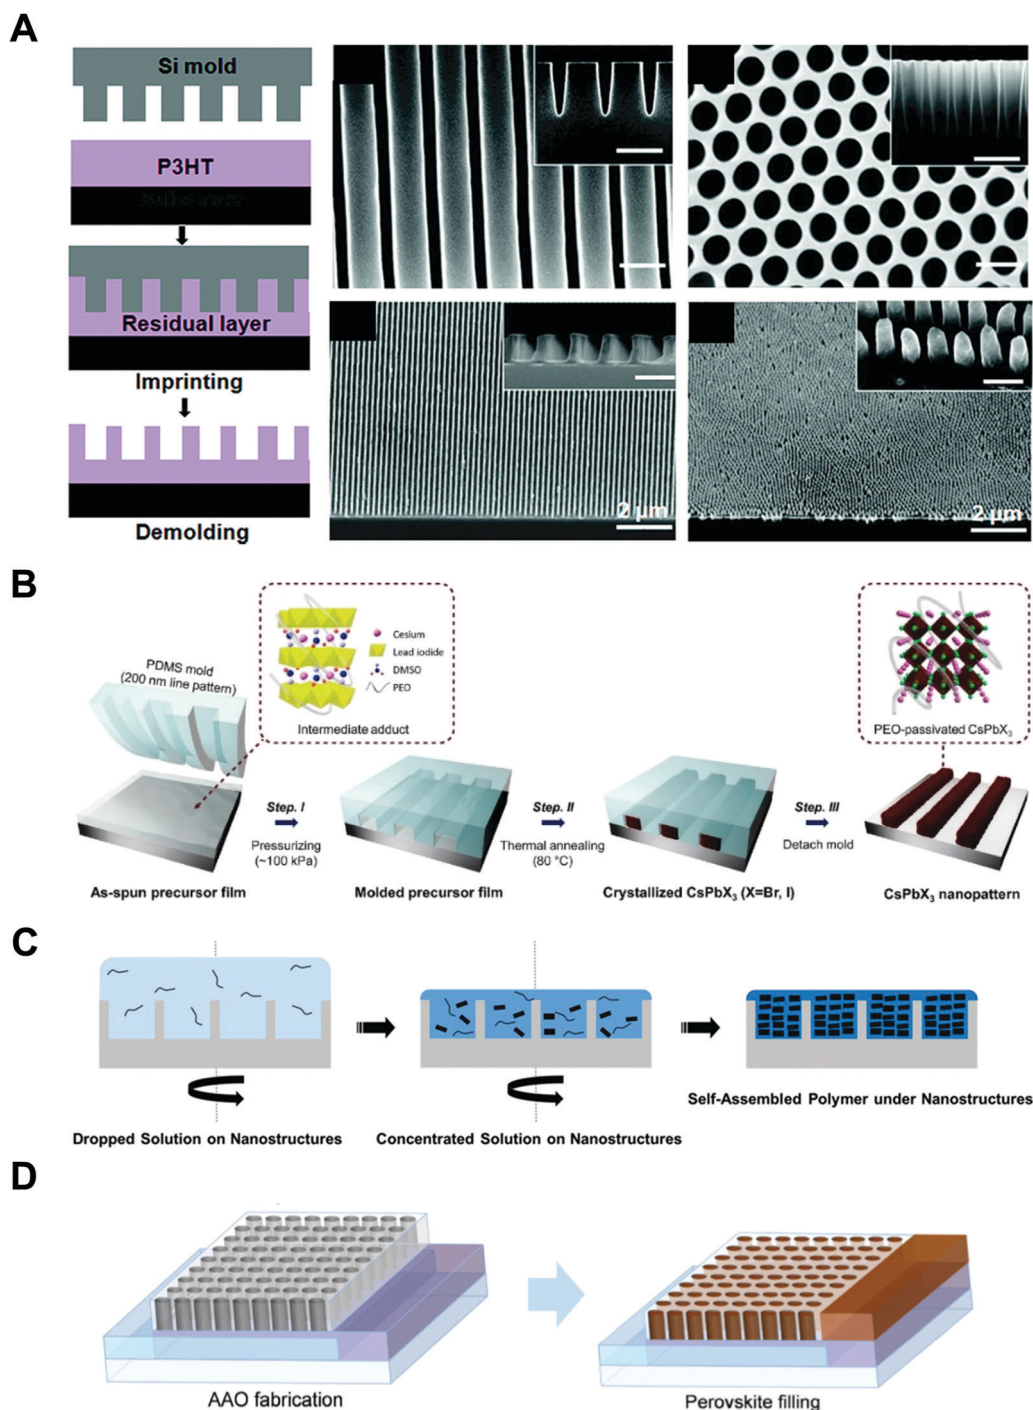 A
Si mold
P3HT
Residual layer
Imprinting
Demolding
2 μm
2 μm
B
PDMS mold
(200 nm line pattern)
Cesium
Lead iodide
DMSO
PEO
Intermediate adduct
PEO-passivated CsPbX₃
Step. I
Pressurizing
(~100 kPa)
Step. II
Thermal annealing
(80 °C)
Step. III
Detach mold
As-spun precursor film
Molded precursor film
Crystallized CsPbX₃ (X=Br, I)
CsPbX₃ nanopattern
C
Dropped Solution on Nanostructures
Concentrated Solution on Nanostructures
Self-Assembled Polymer under Nanostructures
D
AAO fabrication
Perovskite filling